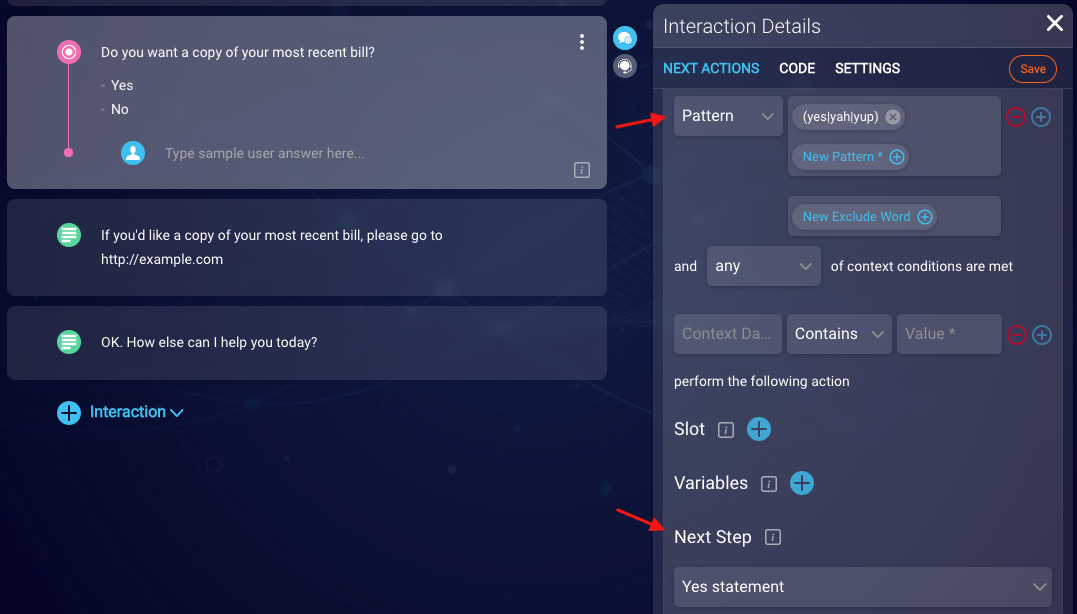 Do you want a copy of your most recent bill?
- Yes
- No
Type sample user answer here...
If you'd like a copy of your most recent bill, please go to
http://example.com
OK. How else can I help you today?
Interaction
Interaction Details
NEXT ACTIONS CODE SETTINGS Save
Pattern (yes|yah|yup)
New Pattern *
New Exclude Word
and any of context conditions are met
Context Da... Contains Value *
perform the following action
Slot i
Variables i
Next Step i
Yes statement